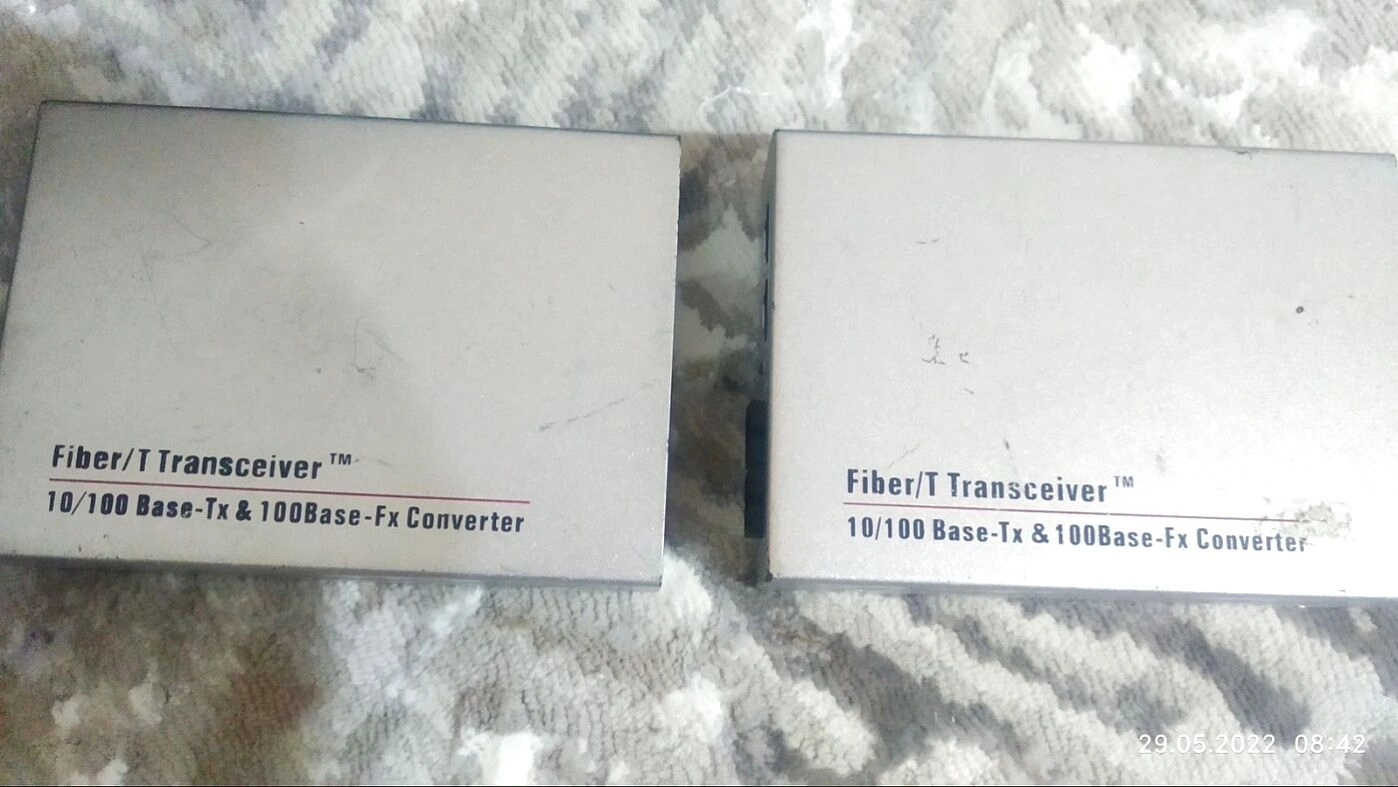 Fiber/T Transceiver™
10/100 Base-Tx & 100Base-Fx Converter
Fiber/T Transceiver™
10/100 Base-Tx & 100Base-Fx Converter
29.05.2022 08:42